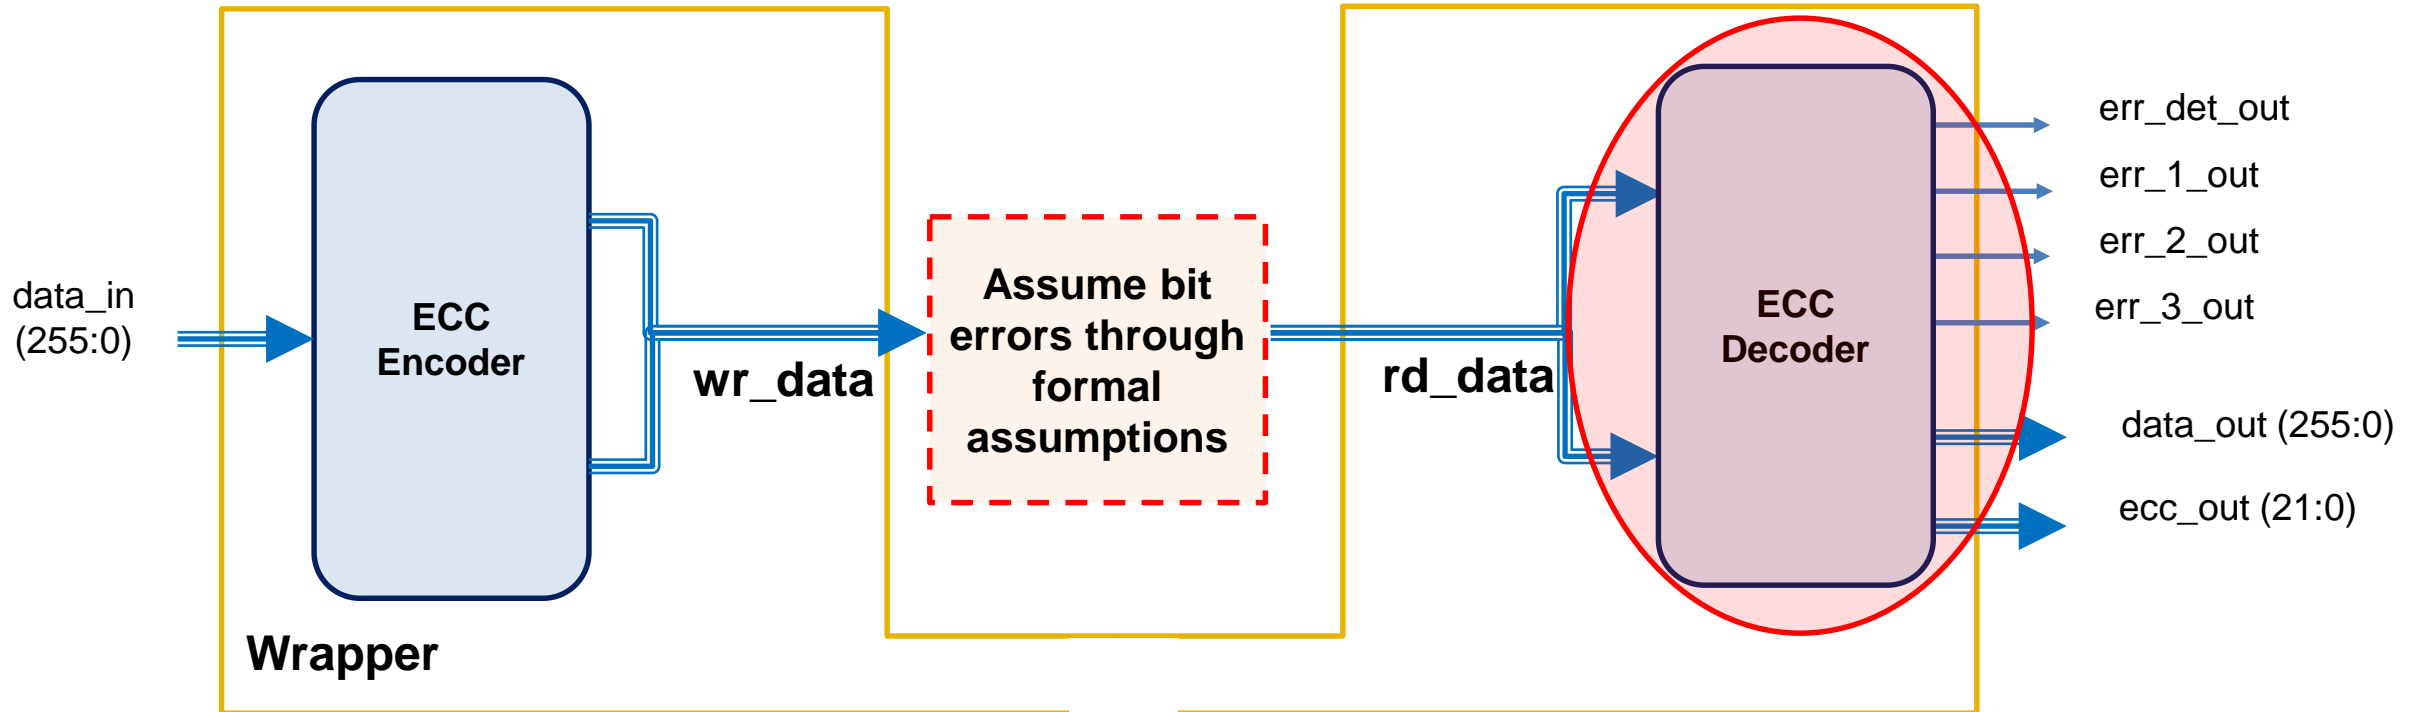 data_in
(255:0)
ECC
Encoder
Wrapper
wr_data
Assume bit
errors through
formal
assumptions
rd_data
ECC
Decoder
err_det_out
err_1_out
err_2_out
err_3_out
data_out (255:0)
ecc_out (21:0)